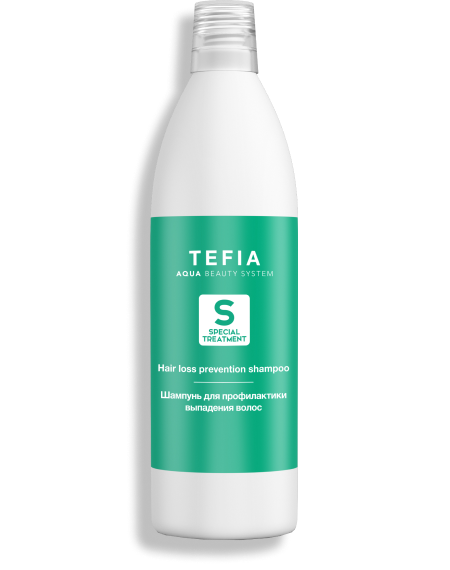 TEFIA
AQUA BEAUTY SYSTEM
S
SPECIAL
TREATMENT
Hair loss prevention shampoo
Шампунь для профилактики
выпадения волос